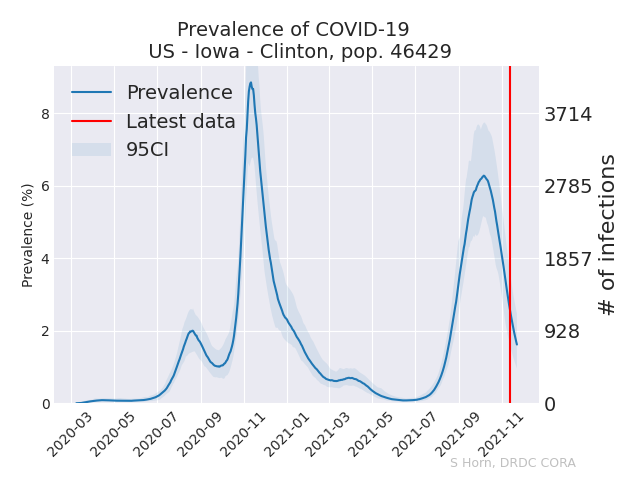 Prevalence of COVID-19
US - Iowa - Clinton, pop. 46429
Prevalence
Latest data
95CI
Prevalence (%)
8
6
4
2
0
3714
2785
1857
928
0
# of infections
2020-03
2020-05
2020-07
2020-09
2020-11
2021-01
2021-03
2021-05
2021-07
2021-09
2021-11
S Horn, DRDC CORA